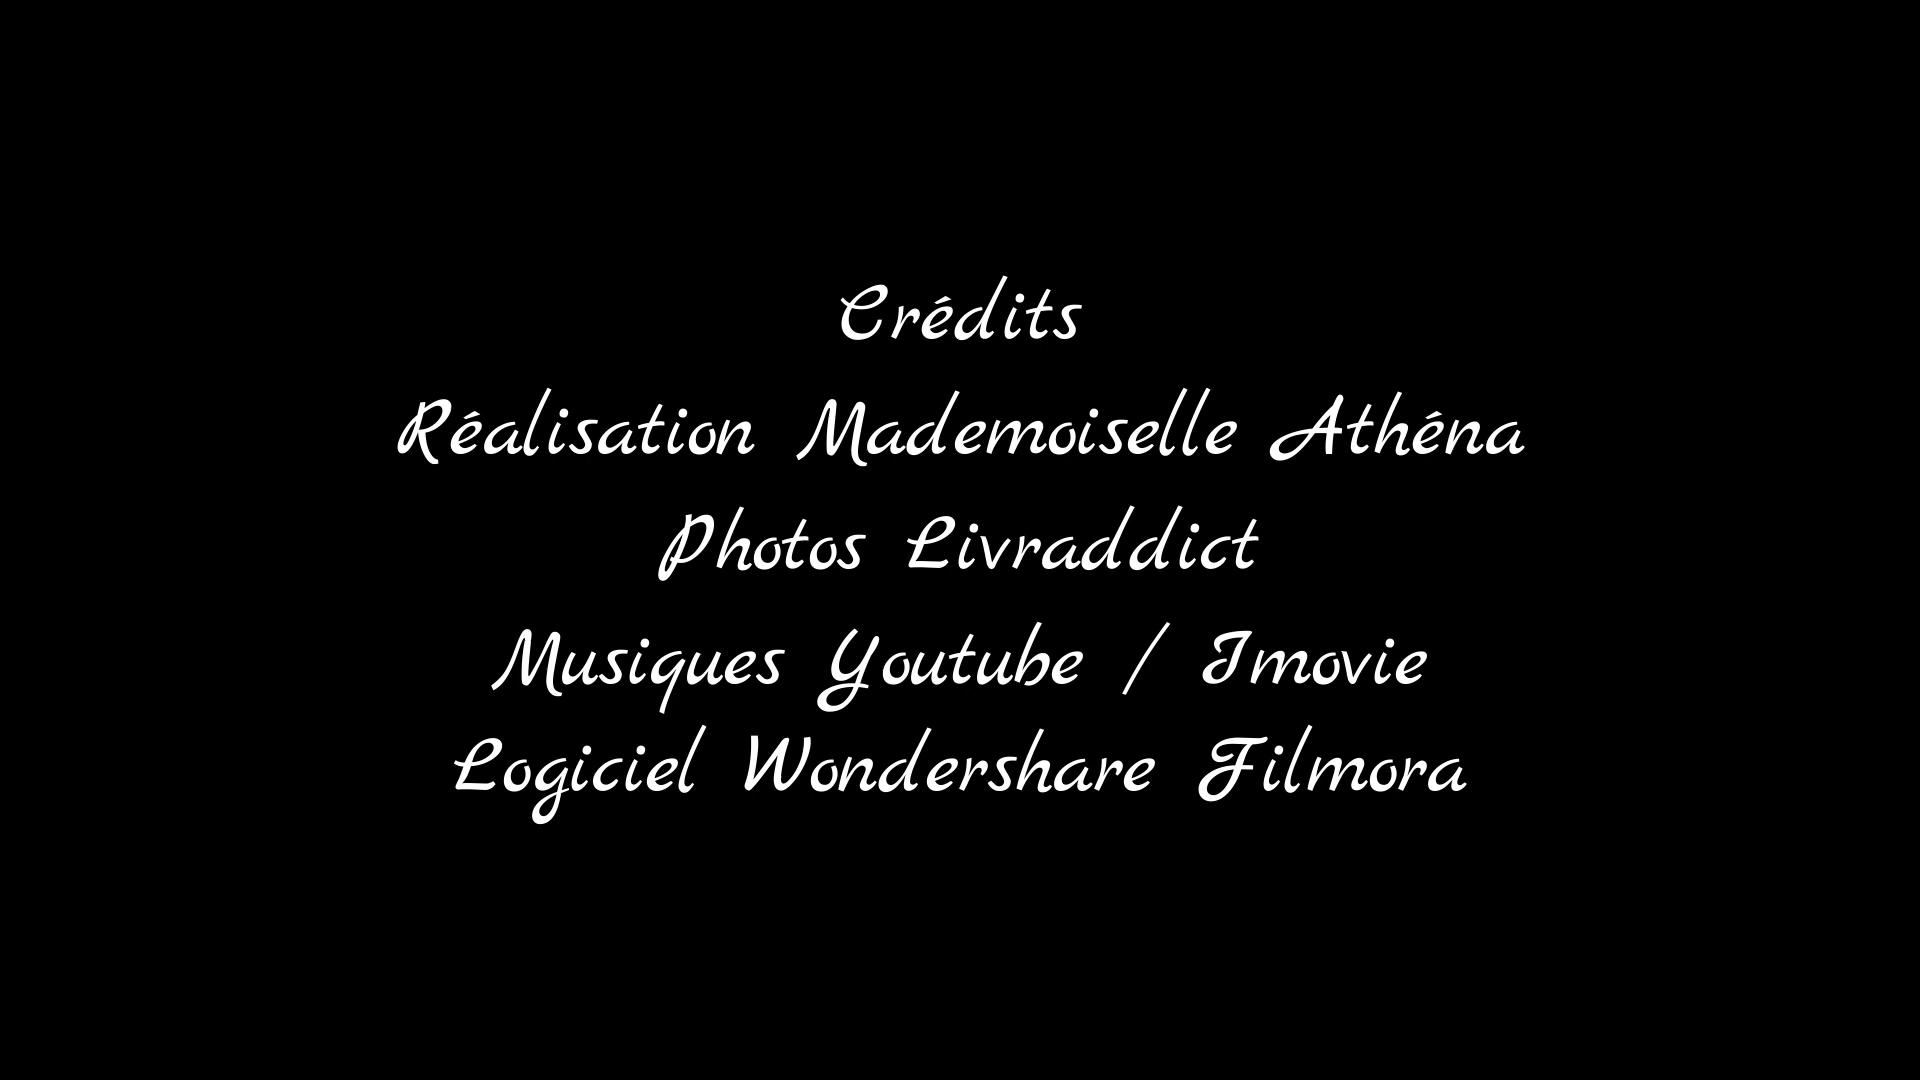 Crédits
Réalisation Mademoiselle Athéna
Photos Livraddict
Musiques Youtube / Imovie
Logiciel Wondershare Filmora